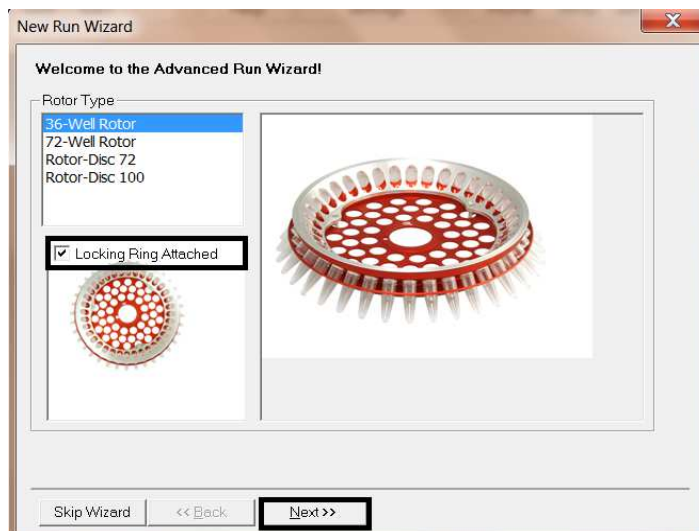 New Run Wizard
X
Welcome to the Advanced Run Wizard!
Rotor Type
36-Well Rotor
72-Well Rotor
Rotor-Disc 72
Rotor-Disc 100
Locking Ring Attached
Skip Wizard
<< Back
Next >>